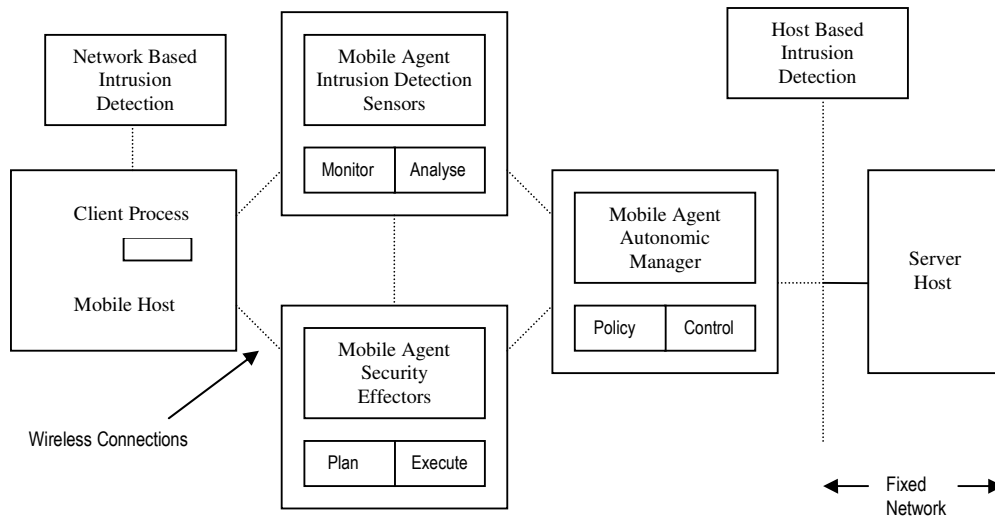 Network Based
Intrusion
Detection
Mobile Agent
Intrusion Detection
Sensors
Monitor
Analyse
Host Based
Intrusion
Detection
Client Process
Mobile Host
Mobile Agent
Autonomic
Manager
Policy
Control
Server
Host
Mobile Agent
Security
Effectors
Plan
Execute
Wireless Connections
Fixed
Network